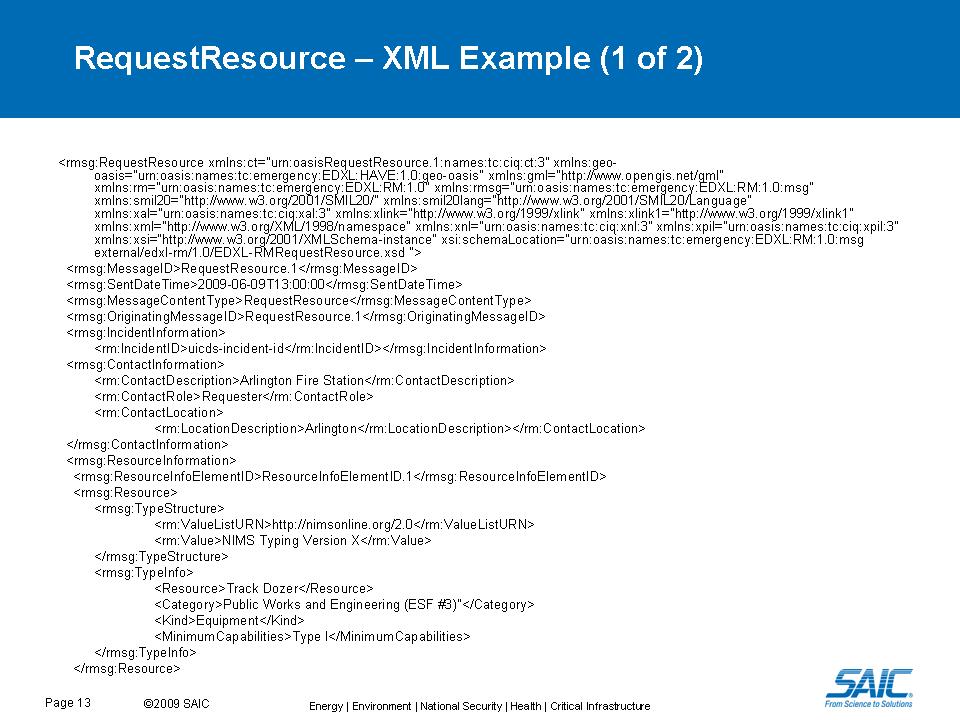 RequestResource – XML Example (1 of 2)
<rmsg:RequestResource xmlns:ct="urn:oasisRequestResource.1:names:tc:ciq:ct:3" xmlns:geo-
oasis="urn:oasis:names:tc:emergency:EDXL:HAVE:1.0:geo-oasis" xmlns:gml="http://www.opengis.net/gml"
xmlns:rm="urn:oasis:names:tc:emergency:EDXL:RM:1.0" xmlns:rmsg="urn:oasis:names:tc:emergency:EDXL:RM:1.0:msg"
xmlns:smil20="http://www.w3.org/2001/SMIL20/" xmlns:smil20lang="http://www.w3.org/2001/SMIL20/Language"
xmlns:xal="urn:oasis:names:tc:ciq:xal:3" xmlns:xlink="http://www.w3.org/1999/xlink" xmlns:xlink1="http://www.w3.org/1999/xlink1"
xmlns:xml="http://www.w3.org/XML/1998/namespace" xmlns:xnl="urn:oasis:names:tc:ciq:xnl:3" xmlns:xpil="urn:oasis:names:tc:ciq:xpil:3"
xmlns:xsi="http://www.w3.org/2001/XMLSchema-instance" xsi:schemaLocation="urn:oasis:names:tc:emergency:EDXL:RM:1.0:msg
external/edxl-rm/1.0/EDXL-RMRequestResource.xsd ">
<rmsg:MessageID>RequestResource.1</rmsg:MessageID>
<rmsg:SentDateTime>2009-06-09T13:00:00</rmsg:SentDateTime>
<rmsg:MessageContentType>RequestResource</rmsg:MessageContentType>
<rmsg:OriginatingMessageID>RequestResource.1</rmsg:OriginatingMessageID>
<rmsg:IncidentInformation>
<rm:IncidentID>uicds-incident-id</rm:IncidentID></rmsg:IncidentInformation>
<rmsg:ContactInformation>
<rm:ContactDescription>Arlington Fire Station</rm:ContactDescription>
<rm:ContactRole>Requester</rm:ContactRole>
<rm:ContactLocation>
<rm:LocationDescription>Arlington</rm:LocationDescription></rm:ContactLocation>
</rmsg:ContactInformation>
<rmsg:ResourceInformation>
<rmsg:ResourceInfoElementID>ResourceInfoElementID.1</rmsg:ResourceInfoElementID>
<rmsg:Resource>
<rmsg:TypeStructure>
<rm:ValueListURN>http://nimsonline.org/2.0</rm:ValueListURN>
<rm:Value>NIMS Typing Version X</rm:Value>
</rmsg:TypeStructure>
<rmsg:TypeInfo>
<Resource>Track Dozer</Resource>
<Category>Public Works and Engineering (ESF #3)"</Category>
<Kind>Equipment</Kind>
<MinimumCapabilities>Type I</MinimumCapabilities>
</rmsg:TypeInfo>
</rmsg:Resource>
SAIC
From Science to Solutions
Page 13 ©2009 SAIC Energy | Environment | National Security | Health | Critical Infrastructure